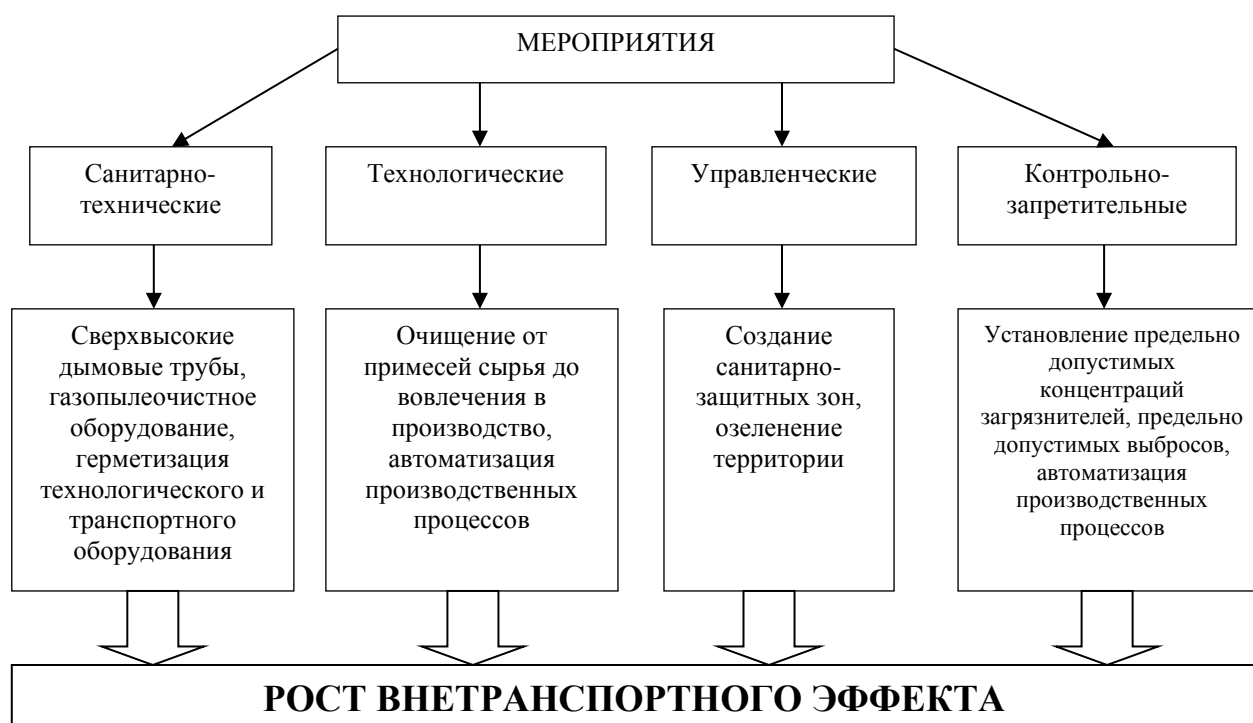 МЕРОПРИЯТИЯ
Санитарно-
технические
Технологические
Управленческие
Контрольно-
запретительные
Сверхвысокие
дымовые трубы,
газопылеочистное
оборудование,
герметизация
технологического и
транспортного
оборудования
Очищение от
примесей сырья до
вовлечения в
производство,
автоматизация
производственных
процессов
Создание
санитарно-
защитных зон,
озеленение
территории
Установление предельно
допустимых
концентраций
загрязнителей, предельно
допустимых выбросов,
автоматизация
производственных
процессов
РОСТ ВНЕТРАНСПОРТНОГО ЭФФЕКТА